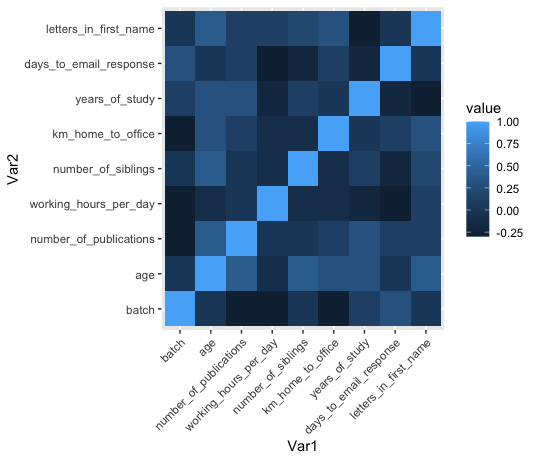 letters_in_first_name
days_to_email_response
years_of_study
km_home_to_office
number_of_siblings
working_hours_per_day
number_of_publications
age
batch
Var2
batch
age
number_of_publications
working_hours_per_day
number_of_siblings
km_home_to_office
years_of_study
days_to_email_response
letters_in_first_name
Var1
value
1.00
0.75
0.50
0.25
0.00
-0.25